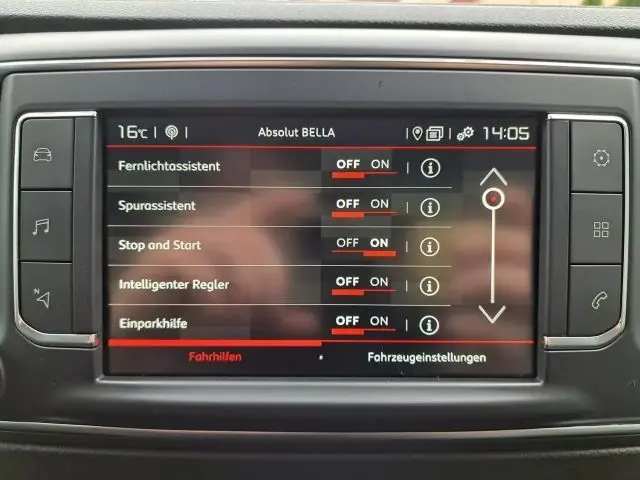 16°C Absolut BELLA 14:05
Fernlichtassistent OFF ON
Spurassistent OFF ON
Stop and Start OFF ON
Intelligenter Regler OFF ON
Einparkhilfe OFF ON
Fahrhilfen Fahrzeugeinstellungen
N